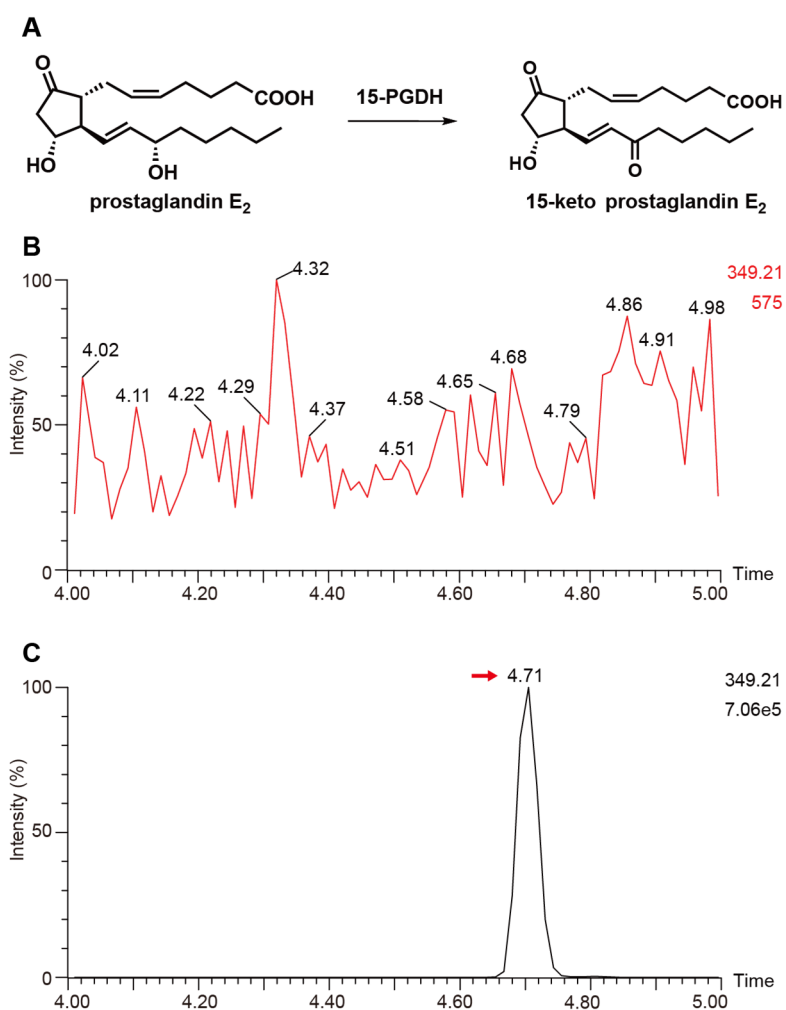 A
O
COOH
HO
OH
prostaglandin E2
15-PGDH
O
COOH
HO
O
15-keto prostaglandin E2
B
349.21
575
Intensity (%)
100
50
0
4.02
4.11
4.22
4.29
4.32
4.37
4.51
4.58
4.65
4.68
4.79
4.86
4.91
4.98
4.00 4.20 4.40 4.60 4.80 5.00
Time
C
349.21
7.06e5
Intensity (%)
100
50
0
4.71
4.00 4.20 4.40 4.60 4.80 5.00
Time